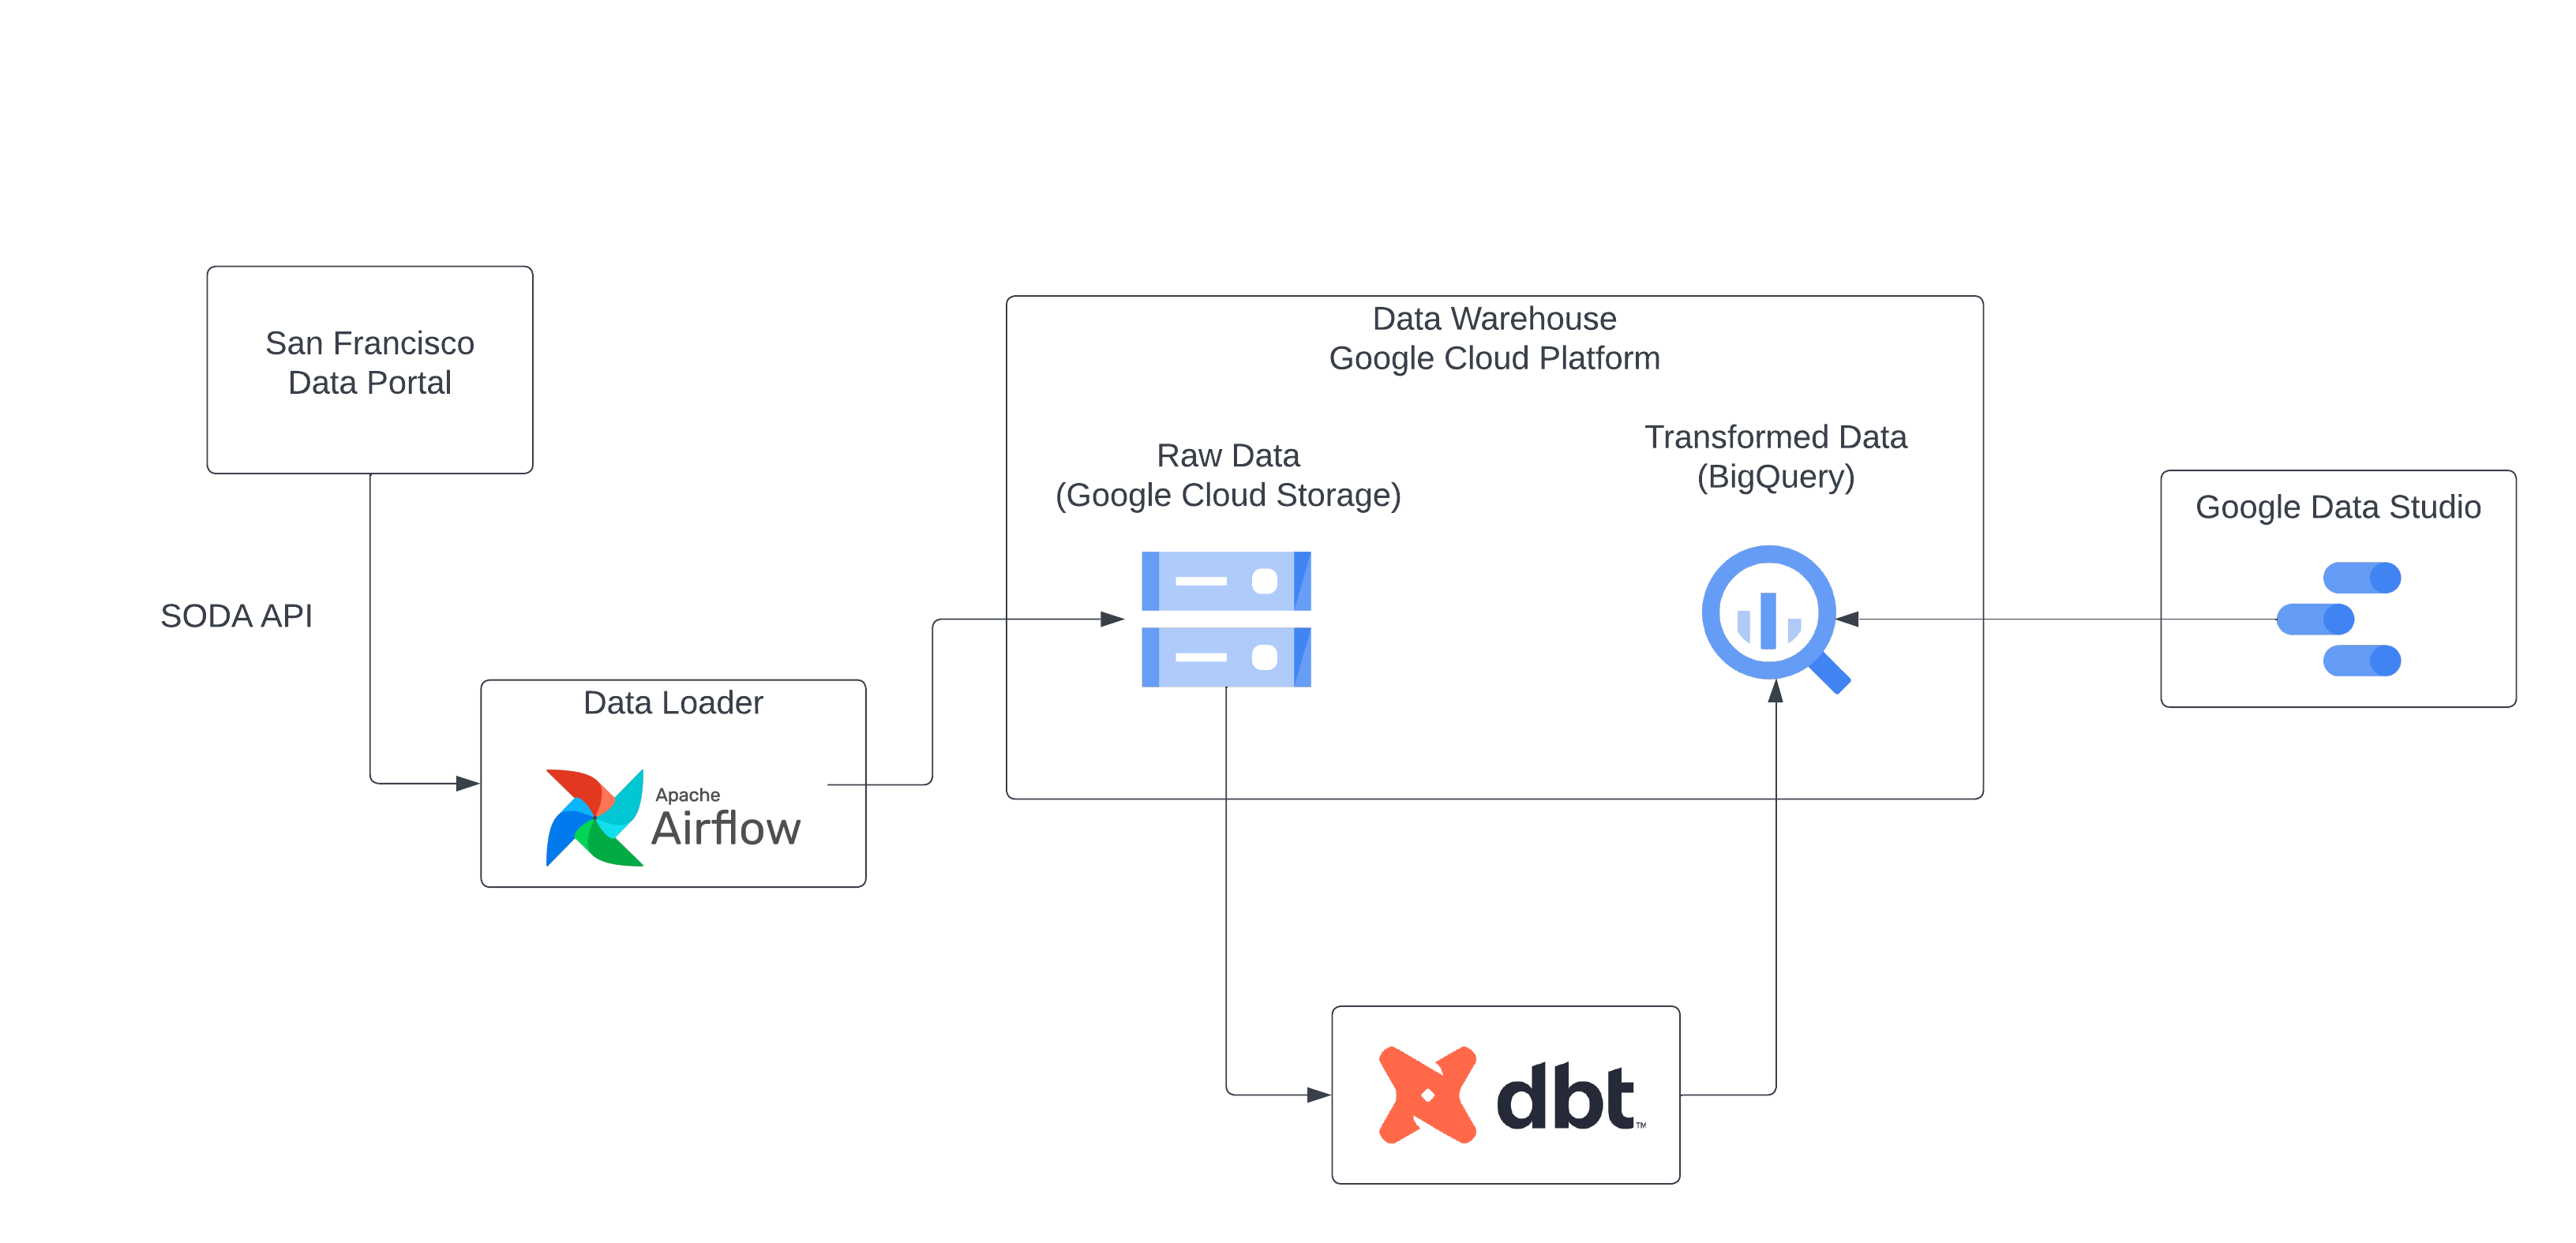 San Francisco
Data Portal
SODA API
Data Loader
Apache
Airflow
Data Warehouse
Google Cloud Platform
Raw Data
(Google Cloud Storage)
Transformed Data
(BigQuery)
Google Data Studio
dbt™